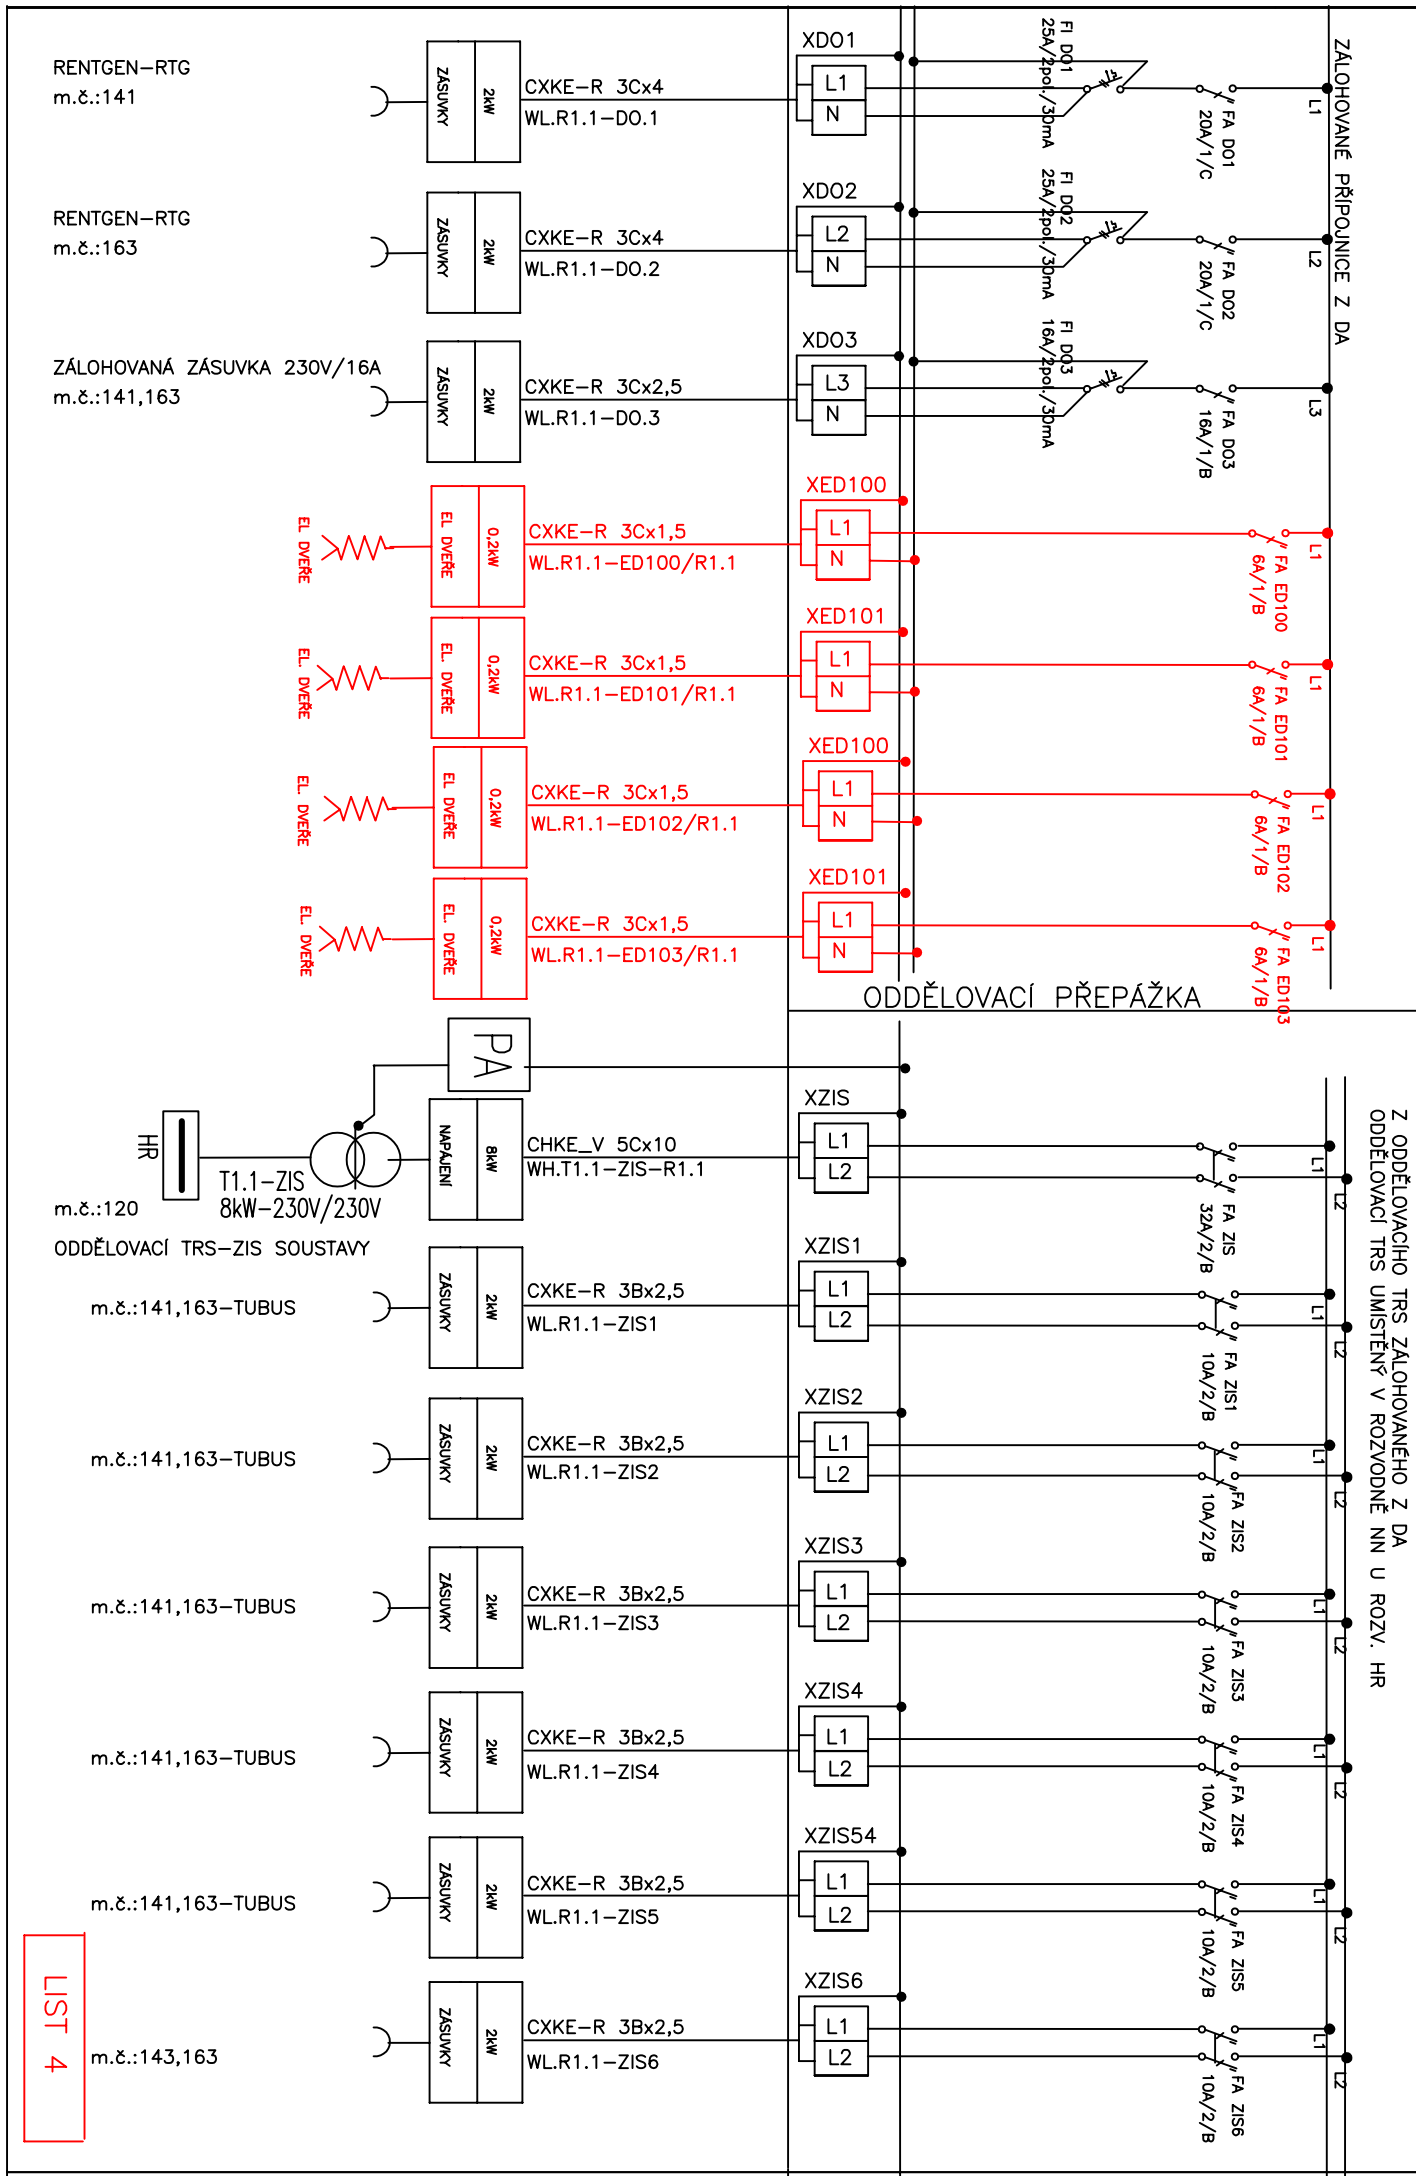 ZÁLOHOVANÉ PŘÍPOJNICE Z DA
RENTGEN-RTG
m.č.:141
ZÁSUVKY
2kW
CXKE-R 3Cx4
WL.R1.1-DO.1
XDO1
L1
N
FI DO1
25A/2pol./30mA
FA DO1
20A/1/C
L1
RENTGEN-RTG
m.č.:163
ZÁSUVKY
2kW
CXKE-R 3Cx4
WL.R1.1-DO.2
XDO2
L2
N
FI DO2
25A/2pol./30mA
FA DO2
20A/1/C
L2
ZÁLOHOVANÁ ZÁSUVKA 230V/16A
m.č.:141,163
ZÁSUVKY
2kW
CXKE-R 3Cx2,5
WL.R1.1-DO.3
XDO3
L3
N
FI DO3
16A/2pol./30mA
FA DO3
16A/1/B
L3
EL DVEŘE
EL DVEŘE
0,2kW
CXKE-R 3Cx1,5
WL.R1.1-ED100/R1.1
XED100
L1
N
FA ED100
6A/1/B
L1
EL. DVEŘE
EL. DVEŘE
0,2kW
CXKE-R 3Cx1,5
WL.R1.1-ED101/R1.1
XED101
L1
N
FA ED101
6A/1/B
L1
EL. DVEŘE
EL DVEŘE
0,2kW
CXKE-R 3Cx1,5
WL.R1.1-ED102/R1.1
XED100
L1
N
FA ED102
6A/1/B
L1
EL. DVEŘE
EL. DVEŘE
0,2kW
CXKE-R 3Cx1,5
WL.R1.1-ED103/R1.1
XED101
L1
N
FA ED103
6A/1/B
L1
ODDĚLOVACÍ PŘEPÁŽKA
Z ODDĚLOVACÍHO TRS ZÁLOHOVANÉHO Z DA
ODDĚLOVACÍ TRS UMÍSTĚNÝ V ROZVODNĚ NN U ROZV. HR
PA
HR
m.č.:120
T1.1-ZIS
8kW-230V/230V
ODDĚLOVACÍ TRS-ZIS SOUSTAVY
NAPÁJENÍ
8kW
CHKE_V 5Cx10
WH.T1.1-ZIS-R1.1
XZIS
L1
L2
FA ZIS
32A/2/B
L1
L2
m.č.:141,163-TUBUS
ZÁSUVKY
2kW
CXKE-R 3Bx2,5
WL.R1.1-ZIS1
XZIS1
L1
L2
FA ZIS1
10A/2/B
L1
L2
m.č.:141,163-TUBUS
ZÁSUVKY
2kW
CXKE-R 3Bx2,5
WL.R1.1-ZIS2
XZIS2
L1
L2
FA ZIS2
10A/2/B
L1
L2
m.č.:141,163-TUBUS
ZÁSUVKY
2kW
CXKE-R 3Bx2,5
WL.R1.1-ZIS3
XZIS3
L1
L2
FA ZIS3
10A/2/B
L1
L2
m.č.:141,163-TUBUS
ZÁSUVKY
2kW
CXKE-R 3Bx2,5
WL.R1.1-ZIS4
XZIS4
L1
L2
FA ZIS4
10A/2/B
L1
L2
m.č.:141,163-TUBUS
ZÁSUVKY
2kW
CXKE-R 3Bx2,5
WL.R1.1-ZIS5
XZIS54
L1
L2
FA ZIS5
10A/2/B
L1
L2
m.č.:143,163
ZÁSUVKY
2kW
CXKE-R 3Bx2,5
WL.R1.1-ZIS6
XZIS6
L1
L2
FA ZIS6
10A/2/B
L1
L2
LIST 4